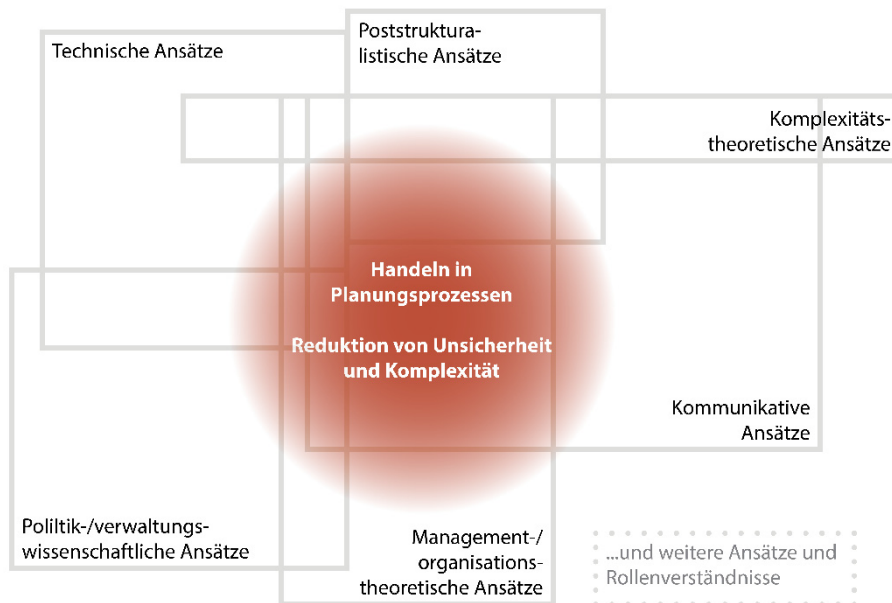 Technische Ansätze
Poststruktura-
listische Ansätze
Komplexitäts-
theoretische Ansätze
Handeln in
Planungsprozessen
Reduktion von Unsicherheit
und Komplexität
Kommunikative
Ansätze
Poliltik-/verwaltungs-
wissenschaftliche Ansätze
Management-/
organisations-
theoretische Ansätze
...und weitere Ansätze und
Rollenverständnisse